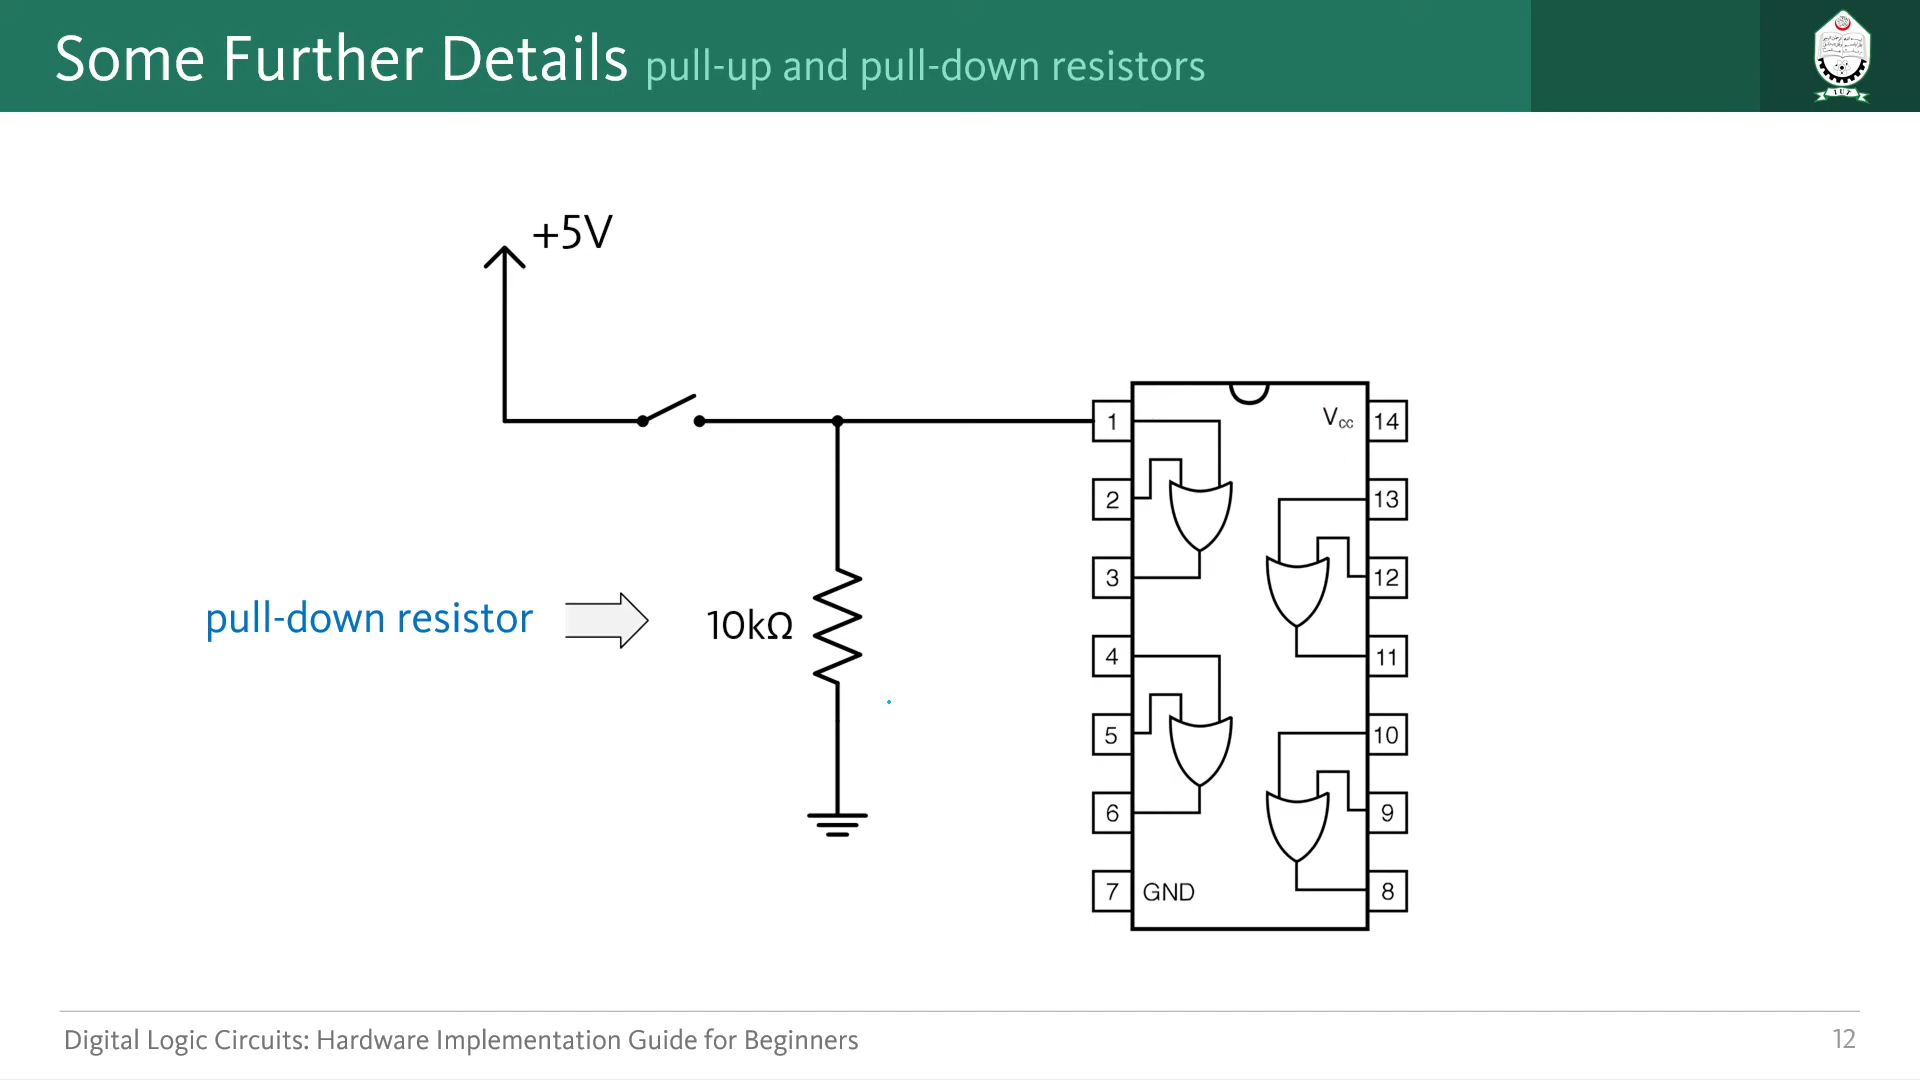 Some Further Details pull-up and pull-down resistors
+5V
pull-down resistor
10kΩ
1
2
3
4
5
6
7
GND
Vcc
14
13
12
11
10
9
8
IUT
Digital Logic Circuits: Hardware Implementation Guide for Beginners
12